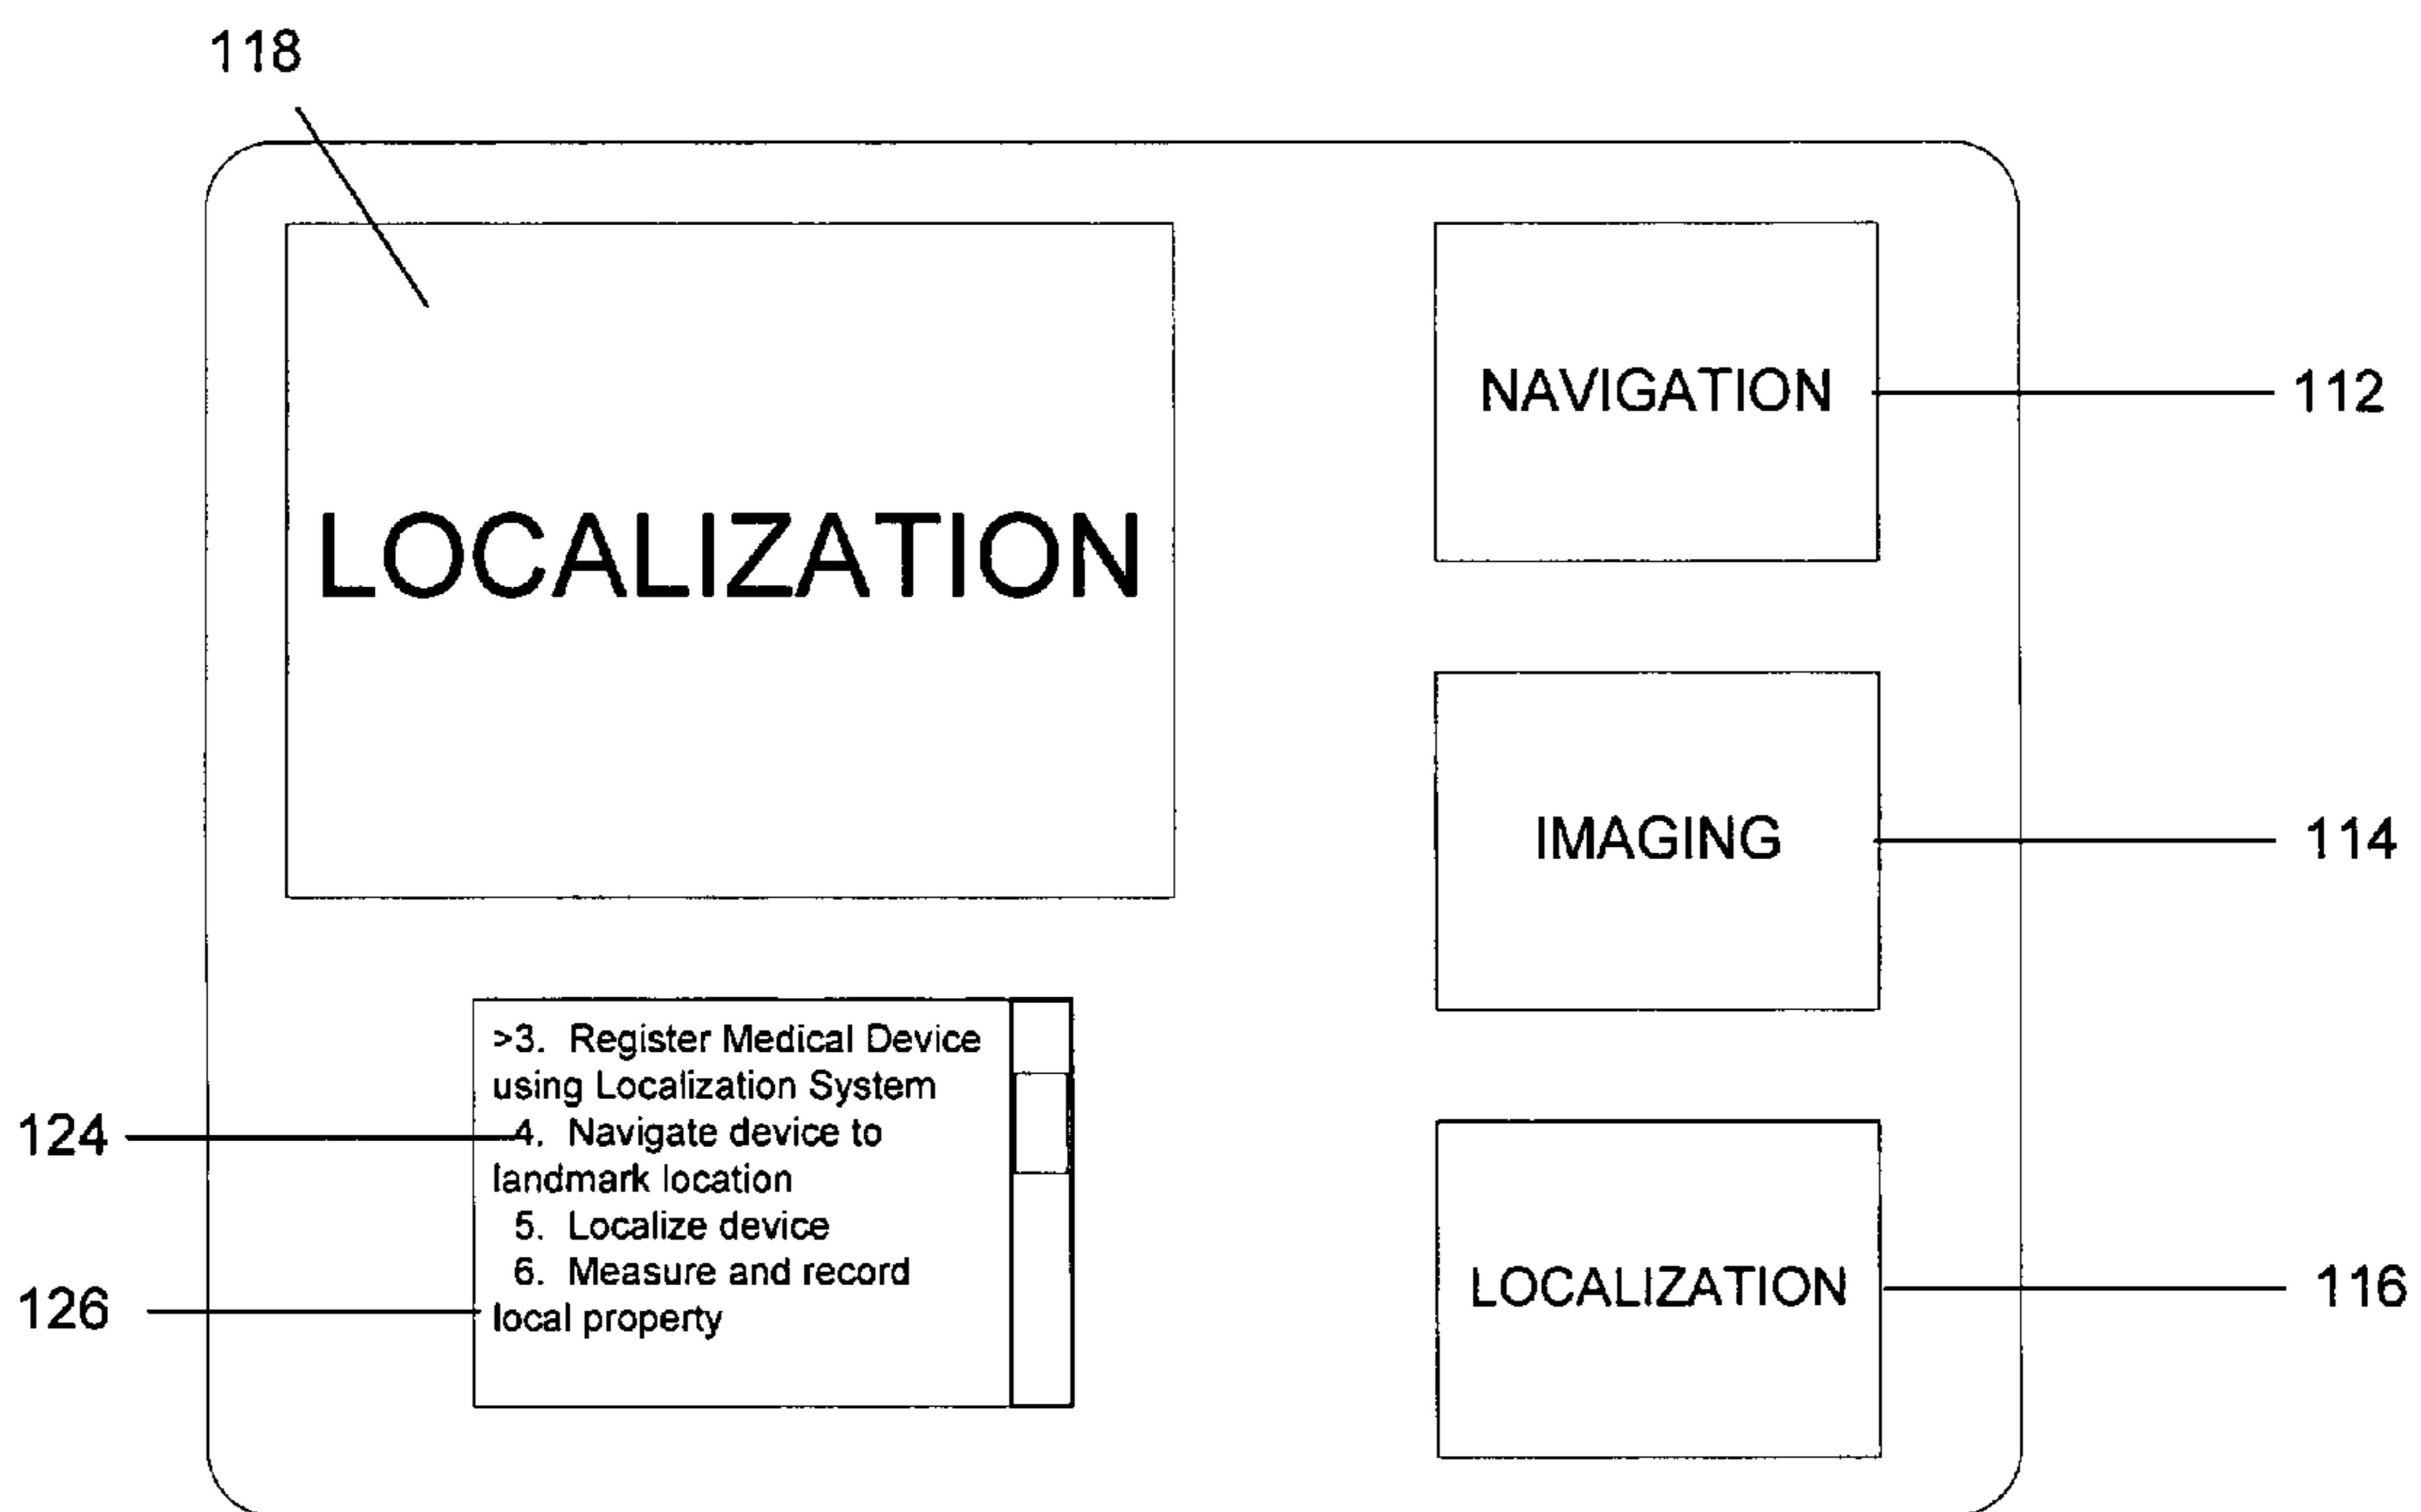 118
LOCALIZATION
NAVIGATION
112
IMAGING
114
>3. Register Medical Device
using Localization System
4. Navigate device to
landmark location
5. Localize device
6. Measure and record
local property
124
126
LOCALIZATION
116